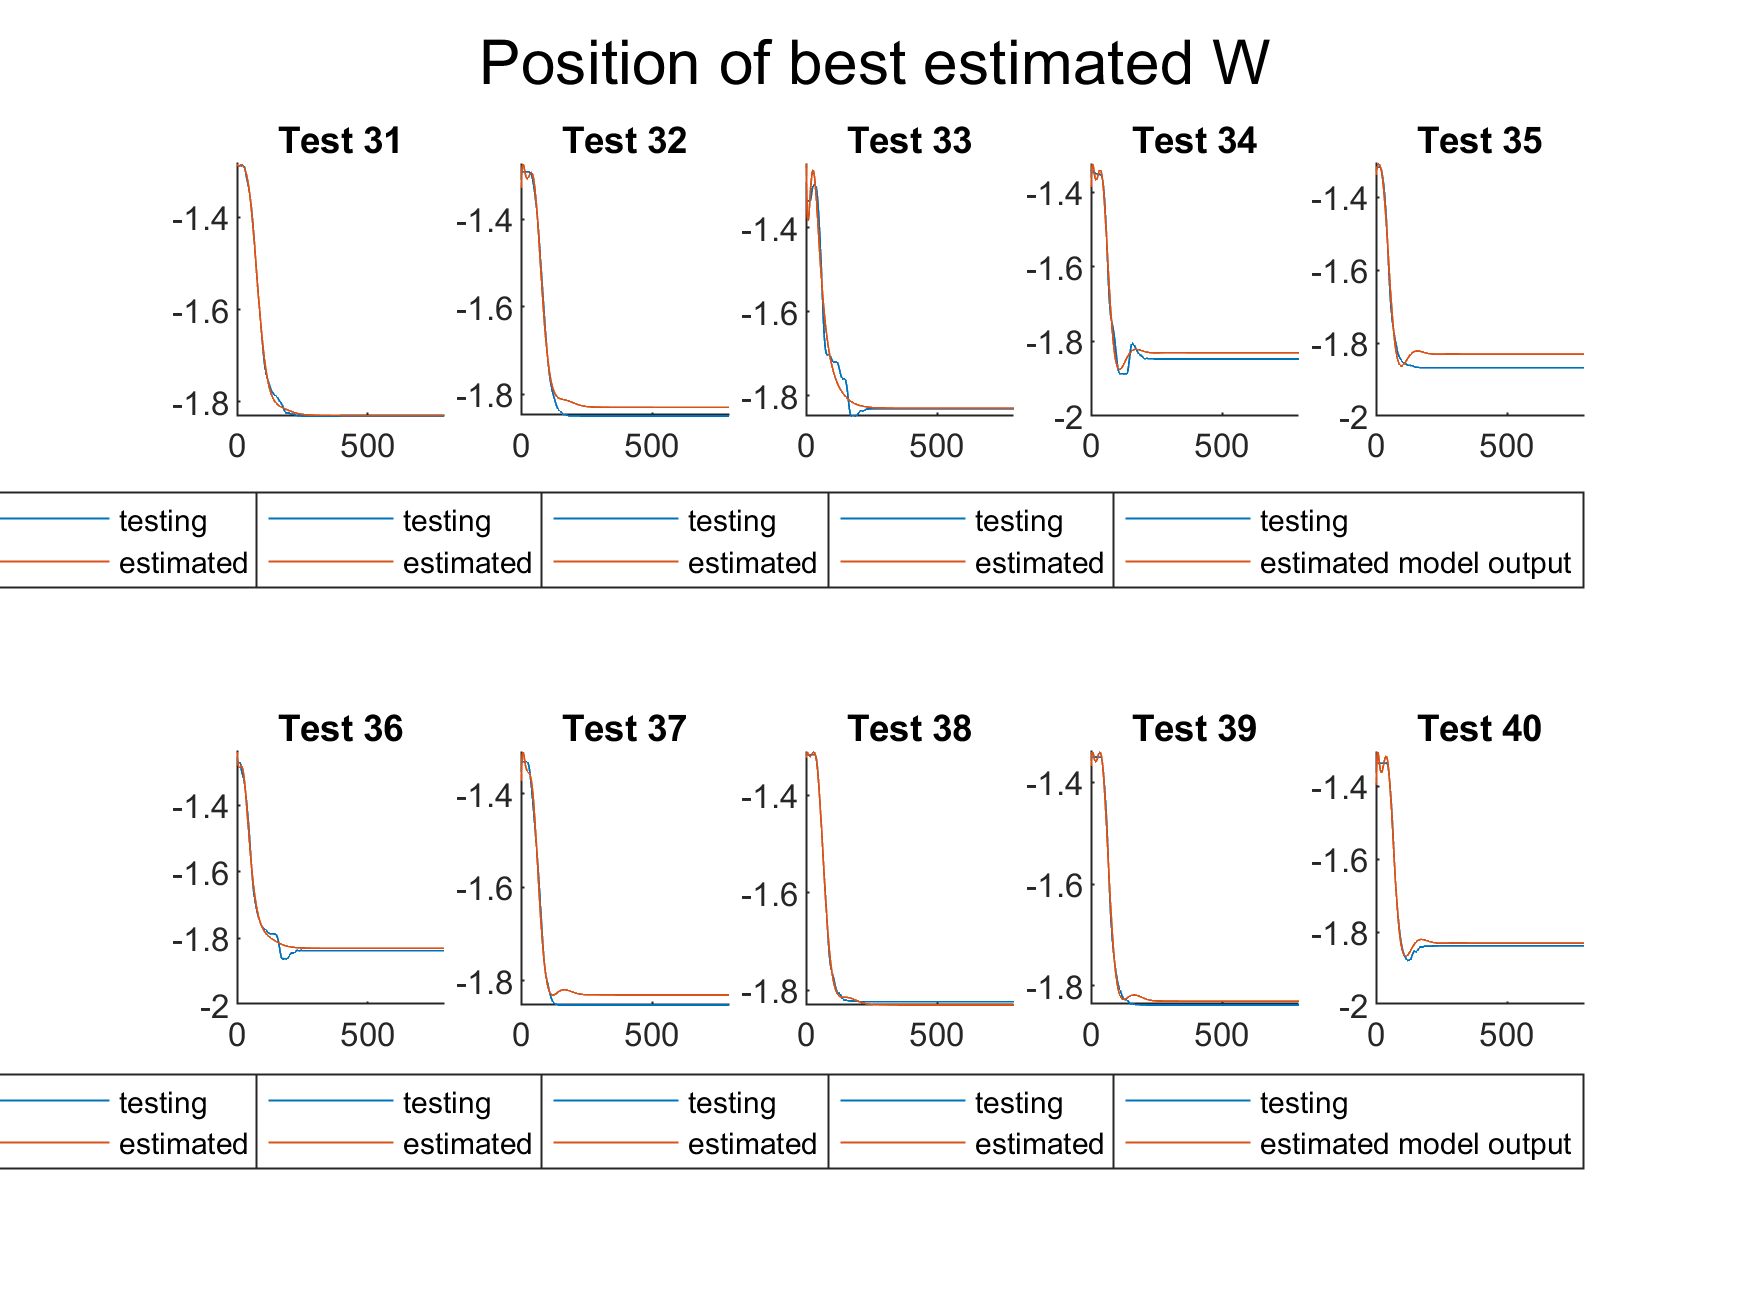 Position of best estimated W
Test 31 Test 32 Test 33 Test 34 Test 35
-1.4 -1.4 -1.4 -1.4 -1.4
-1.6 -1.6 -1.6 -1.6 -1.6
-1.8 -1.8 -1.8 -1.8 -1.8
-2 -2
0 500 0 500 0 500 0 500 0 500
testing testing testing testing testing
estimated estimated estimated estimated estimated model output
Test 36 Test 37 Test 38 Test 39 Test 40
-1.4 -1.4 -1.4 -1.4 -1.4
-1.6 -1.6 -1.6 -1.6 -1.6
-1.8 -1.8 -1.8 -1.8 -1.8
-2 -2
0 500 0 500 0 500 0 500 0 500
testing testing testing testing testing
estimated estimated estimated estimated estimated model output